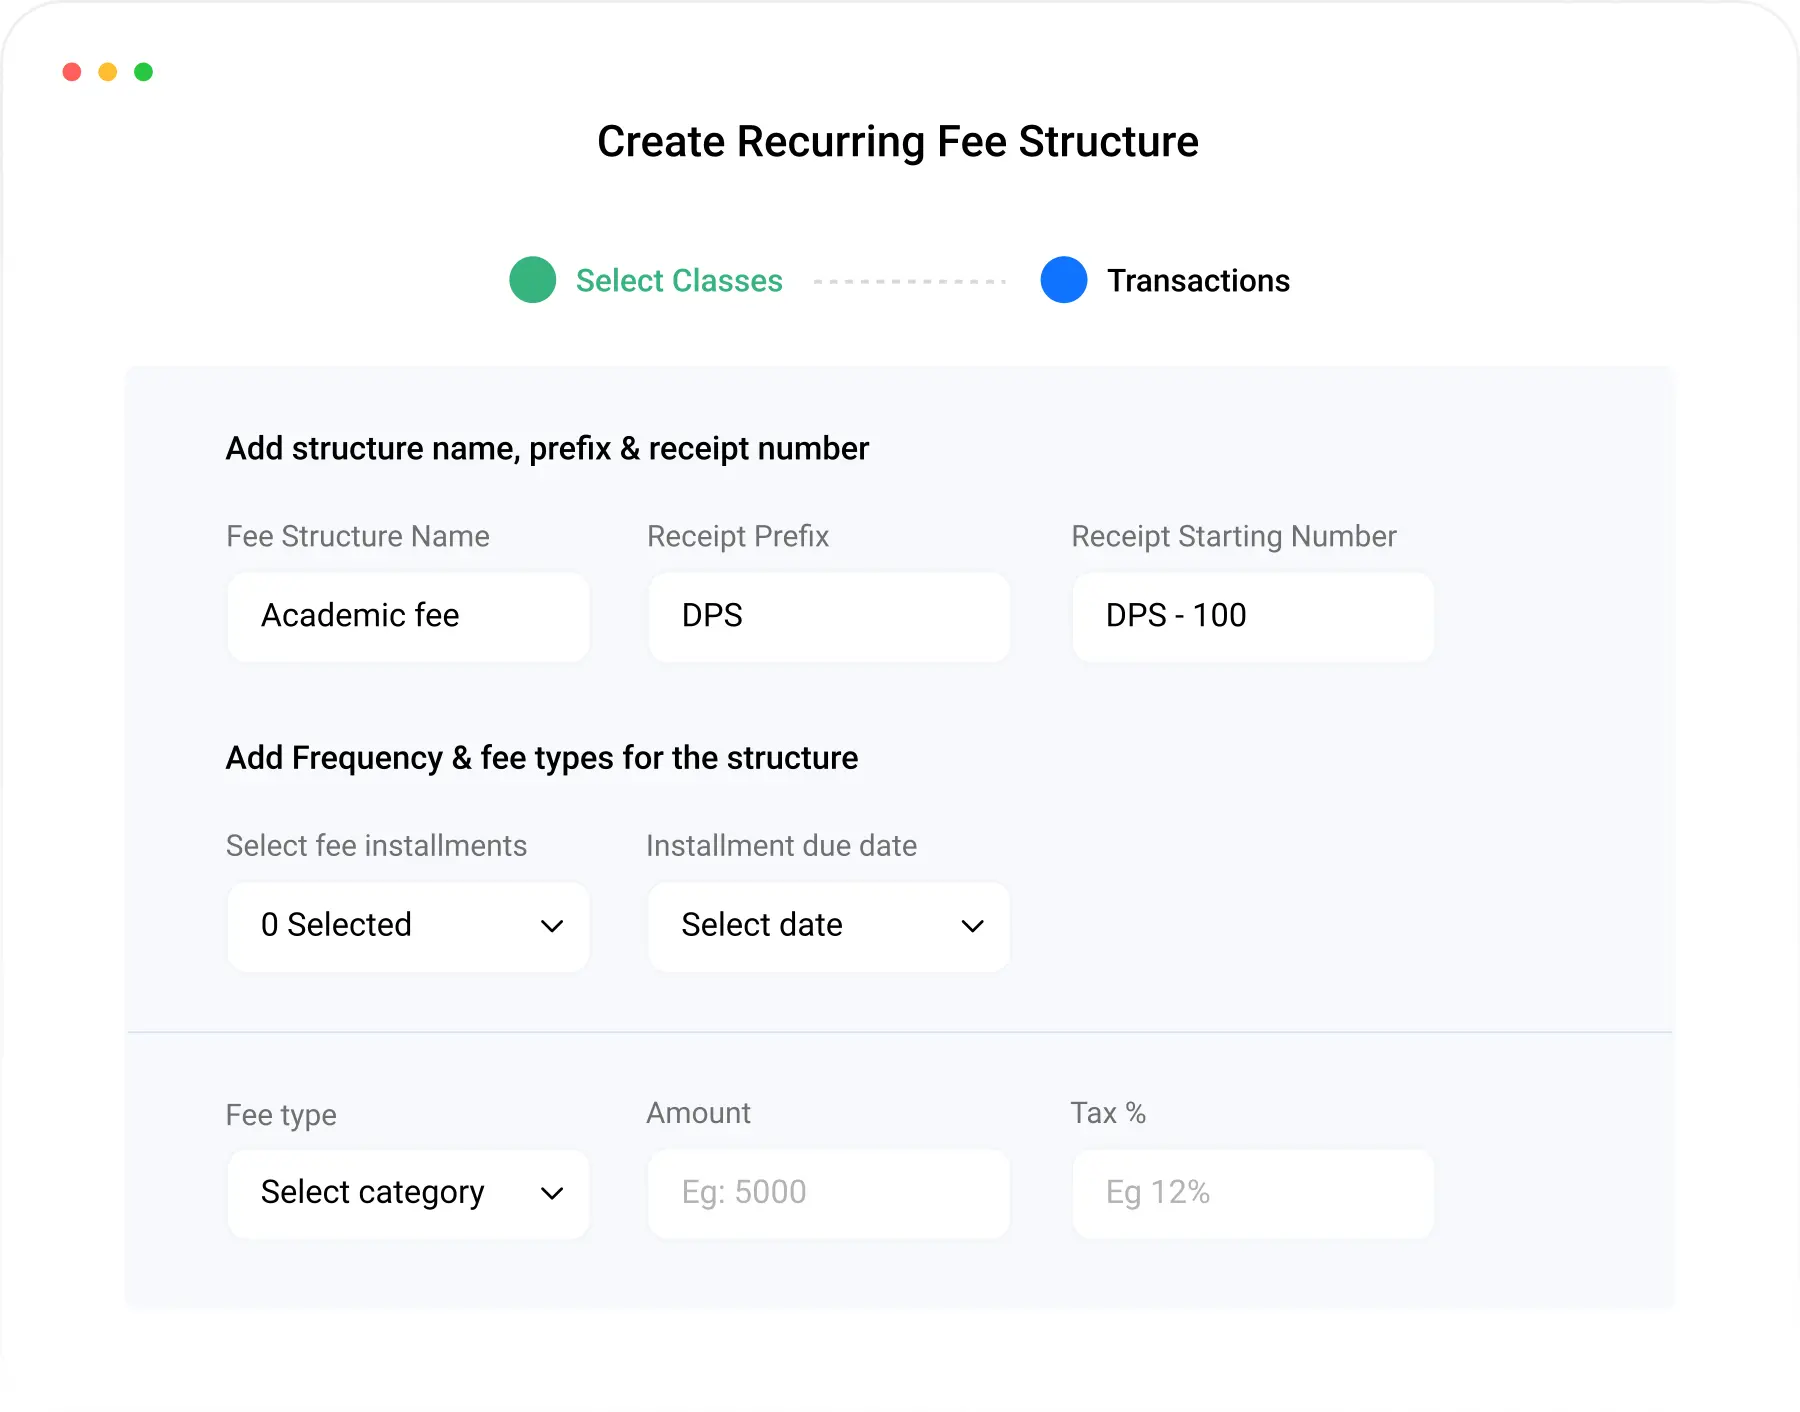 Create Recurring Fee Structure
Select Classes
Transactions
Add structure name, prefix & receipt number
Fee Structure Name
Receipt Prefix
Receipt Starting Number
Academic fee
DPS
DPS - 100
Add Frequency & fee types for the structure
Select fee installments
Installment due date
0 Selected
Select date
Fee type
Amount
Tax %
Select category
Eg: 5000
Eg 12%